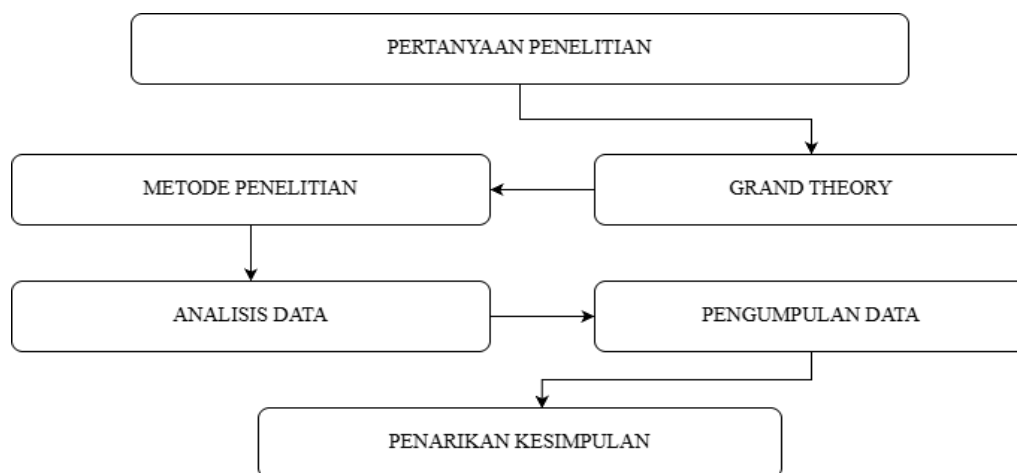 PERTANYAAN PENELITIAN
METODE PENELITIAN
GRAND THEORY
ANALISIS DATA
PENGUMPULAN DATA
PENARIKAN KESIMPULAN